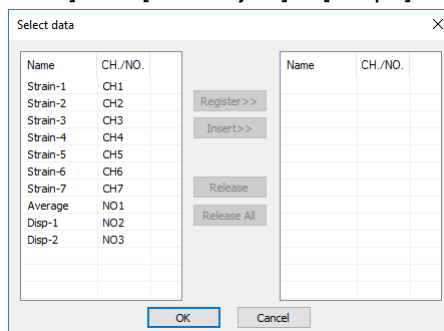 Select data
Name CH./NO.
Strain-1 CH1
Strain-2 CH2
Strain-3 CH3
Strain-4 CH4
Strain-5 CH5
Strain-6 CH6
Strain-7 CH7
Average NO1
Disp-1 NO2
Disp-2 NO3
Register>>
Insert>>
Release
Release All
Name CH./NO.
OK Cancel